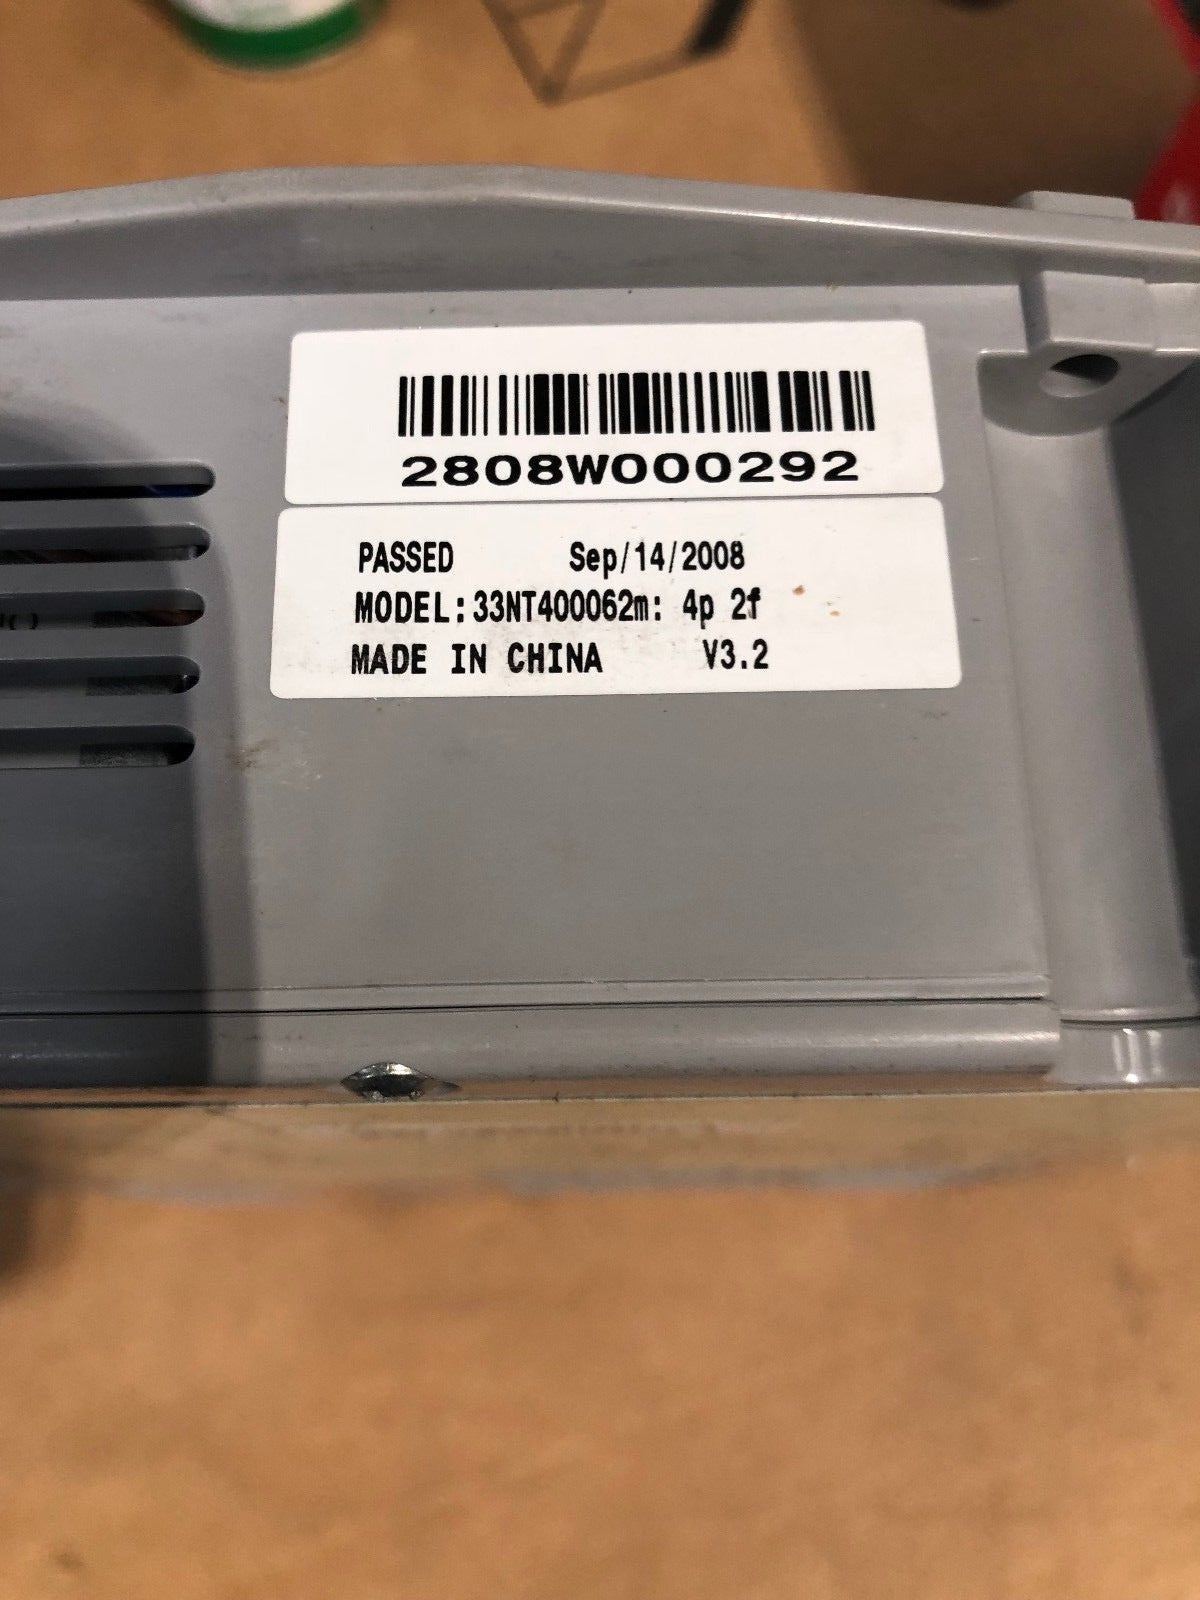 2808W000292
PASSED Sep/14/2008
MODEL:33NT400062m: 4p 2f
MADE IN CHINA V3.2